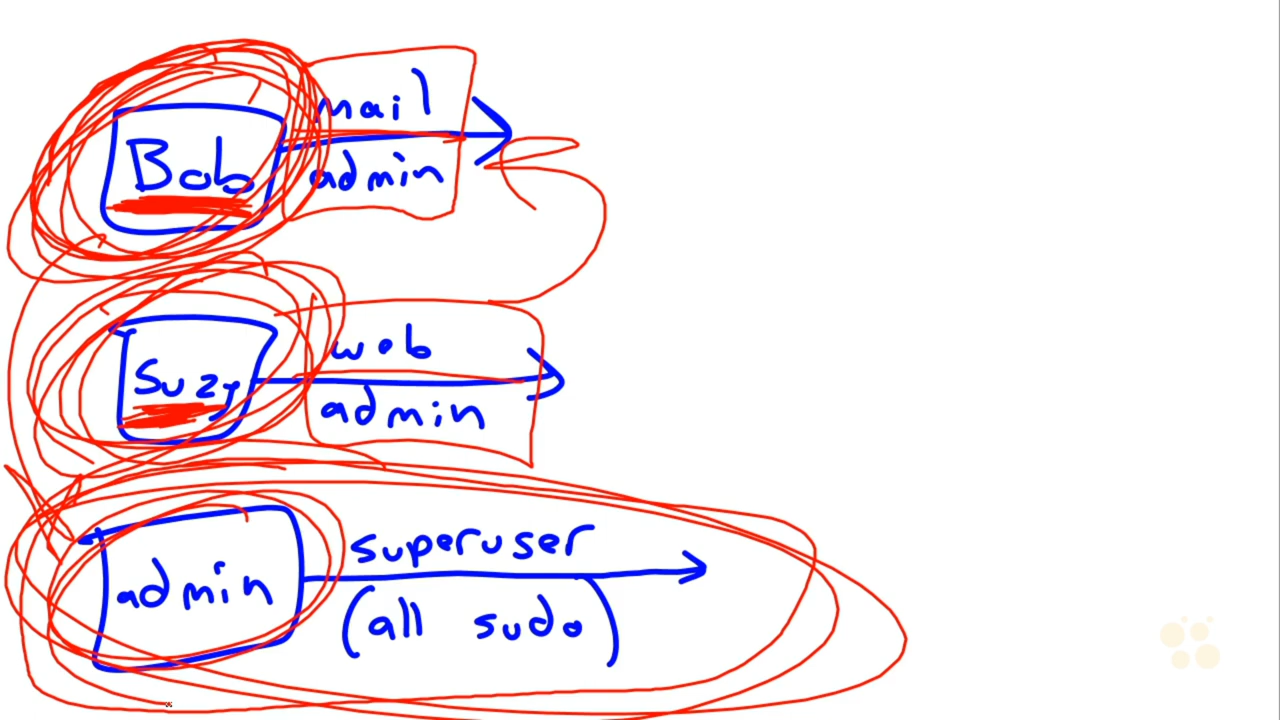 mail
Bob
admin
web
Suzy
admin
superuser
admin
(all sudo)